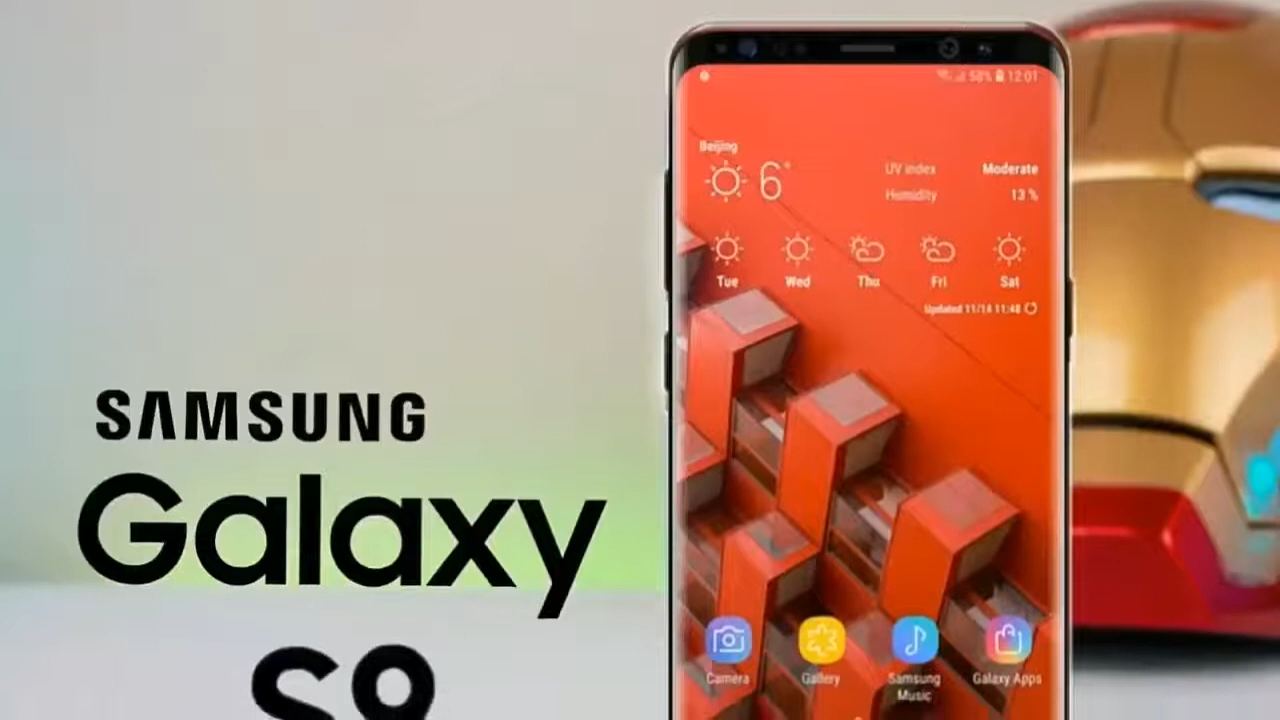 SAMSUNG
Galaxy
S9
58% 12:01
Beijing
6°
UV index Moderate
Humidity 13 %
Tue Wed Thu Fri Sat
Updated 11/14 11:48
Camera Gallery Samsung Music Galaxy Apps